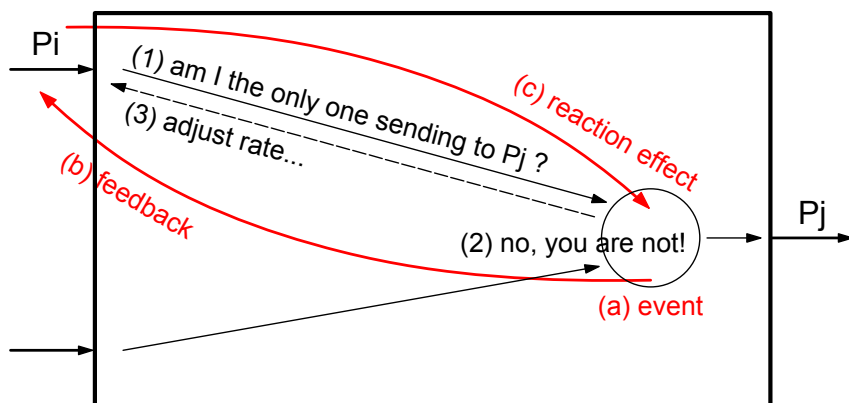 Pi
(1) am I the only one sending to Pj ?
(3) adjust rate...
(c) reaction effect
(b) feedback
Pj
(2) no, you are not!
(a) event